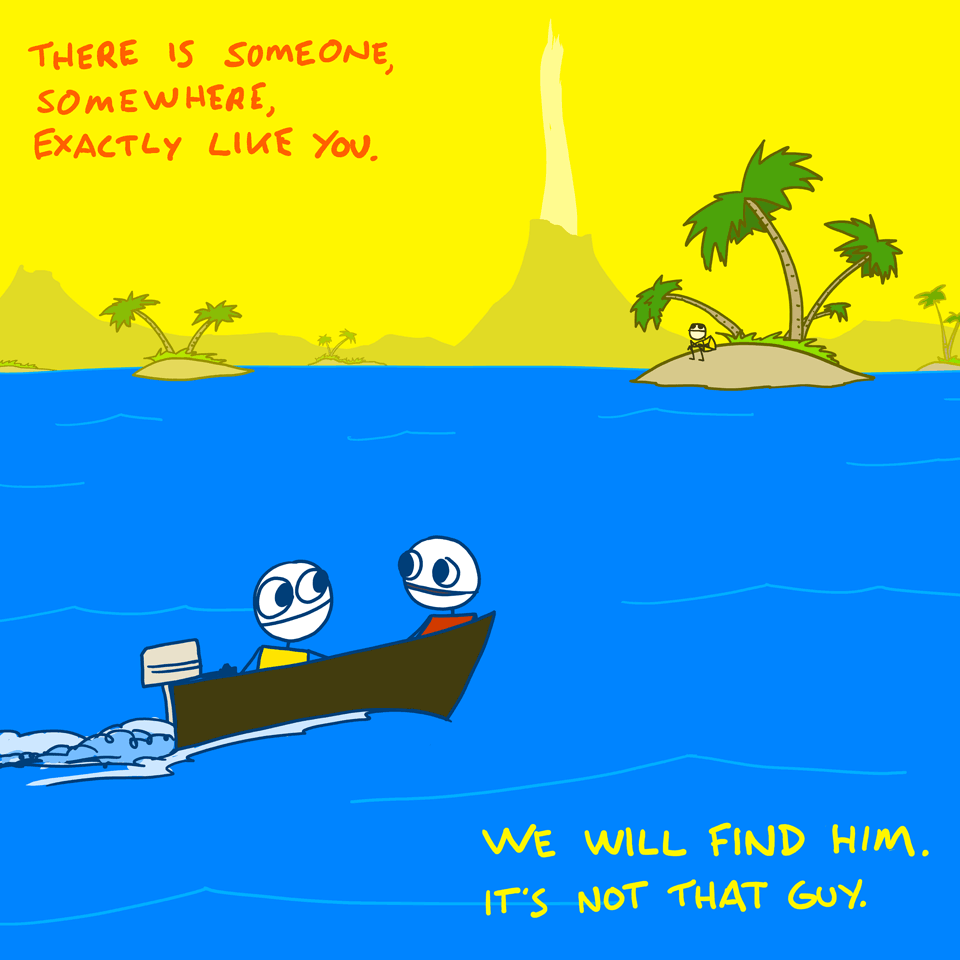 THERE IS SOMEONE,
SOMEWHERE,
EXACTLY LIKE YOU.
WE WILL FIND HIM.
IT'S NOT THAT GUY.